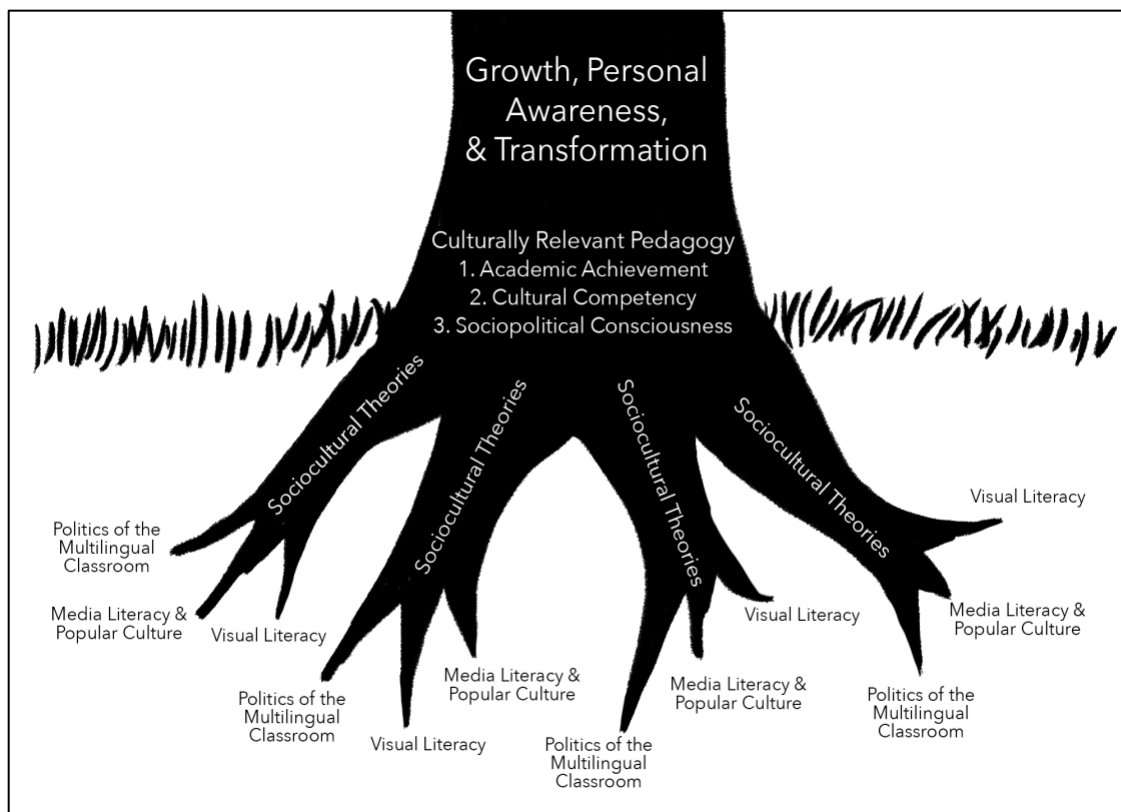 Growth, Personal
Awareness,
& Transformation
Culturally Relevant Pedagogy
1. Academic Achievement
2. Cultural Competency
3. Sociopolitical Consciousness
Sociocultural Theories
Sociocultural Theories
Sociocultural Theories
Sociocultural Theories
Politics of the
Multilingual
Classroom
Media Literacy &
Popular Culture
Visual Literacy
Politics of the
Multilingual
Classroom
Visual Literacy
Media Literacy &
Popular Culture
Politics of the
Multilingual
Classroom
Media Literacy &
Popular Culture
Visual Literacy
Politics of the
Multilingual
Classroom
Media Literacy &
Popular Culture
Visual Literacy